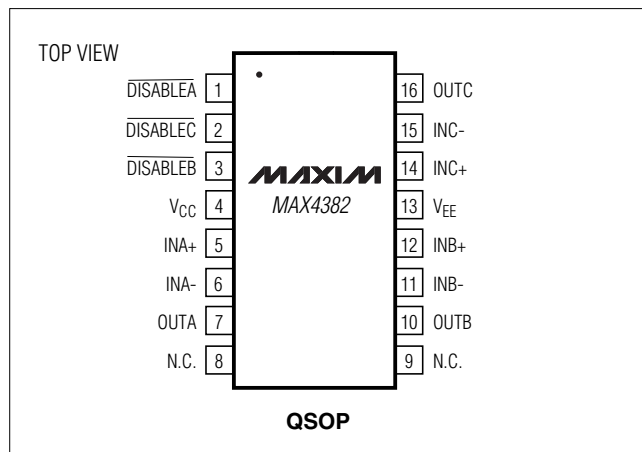 TOP VIEW
DISABLEA 1
DISABLEC 2
DISABLEB 3
VCC 4
INA+ 5
INA- 6
OUTA 7
N.C. 8
MAXIM
MAX4382
16 OUTC
15 INC-
14 INC+
13 VEE
12 INB+
11 INB-
10 OUTB
9 N.C.
QSOP